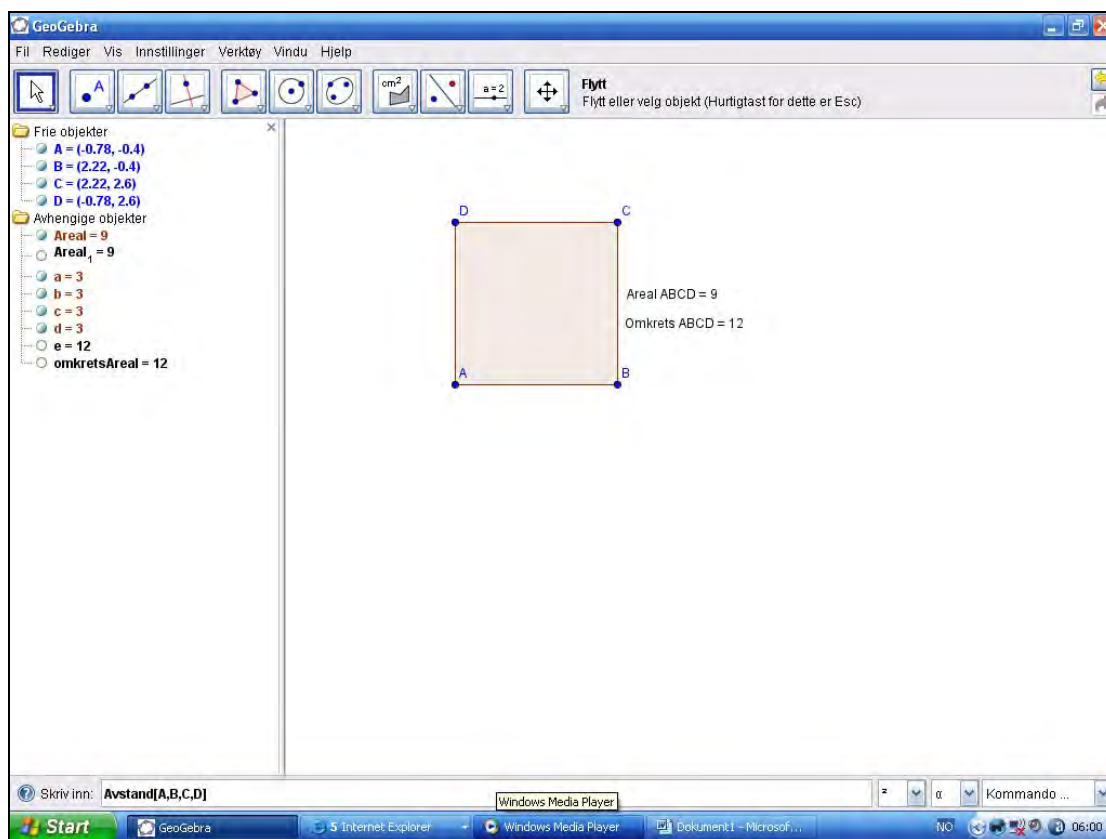 GeoGebra
Fil Rediger Vis Innstillinger Verktøy Vindu Hjelp
A
cm²
a=2
Flytt
Flytt eller velg objekt (Hurtigtast for dette er Esc)
Frie objekter
A = (-0.78, -0.4)
B = (2.22, -0.4)
C = (2.22, 2.6)
D = (-0.78, 2.6)
Avhengige objekter
Areal = 9
Areal₁ = 9
a = 3
b = 3
c = 3
d = 3
e = 12
omkretsAreal = 12
D
C
Areal ABCD = 9
Omkrets ABCD = 12
A
B
Skriv inn: Avstand[A,B,C,D]
² α Kommando ...
Windows Media Player
Start GeoGebra 5 Internet Explorer Windows Media Player Dokument1 - Microsof... NO 06:00